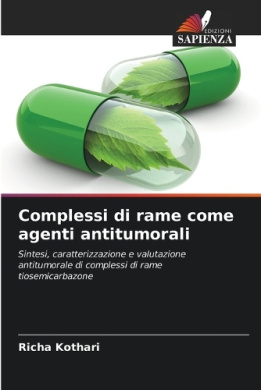 EDIZIONI
SAPIENZA
Complessi di rame come
agenti antitumorali
Sintesi, caratterizzazione e valutazione
antitumorale di complessi di rame
tiosemicarbazone
Richa Kothari